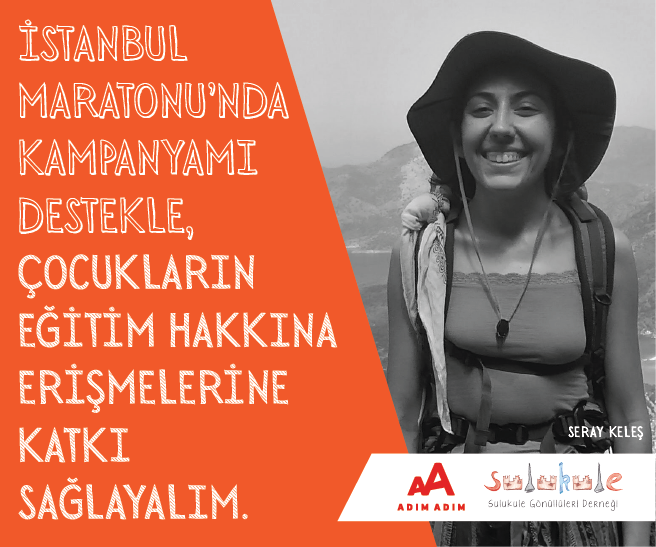 İSTANBUL
MARATONU'NDA
KAMPANYAMI
DESTEKLE,
ÇOCUKLARIN
EĞİTİM HAKKINA
ERİŞMELERİNE
KATKI
SAĞLAYALIM.
SERAY KELEŞ
AA
ADIM ADIM
Sulukule
Sulukule Gönüllüleri Derneği